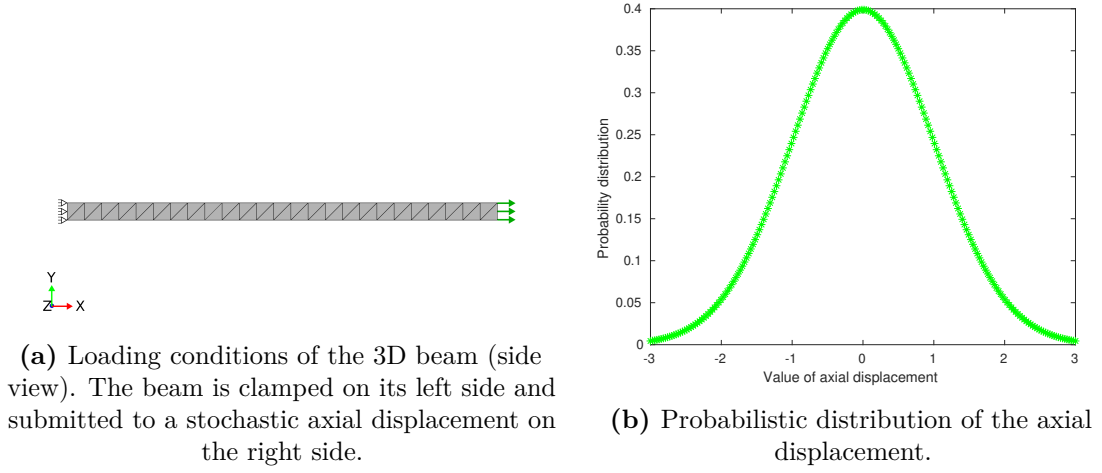 Y
Z X
(a) Loading conditions of the 3D beam (side
view). The beam is clamped on its left side and
submitted to a stochastic axial displacement on
the right side.
0.4
0.35
0.3
0.25
0.2
0.15
0.1
0.05
0
Probability distribution
-3 -2 -1 0 1 2 3
Value of axial displacement
(b) Probabilistic distribution of the axial
displacement.